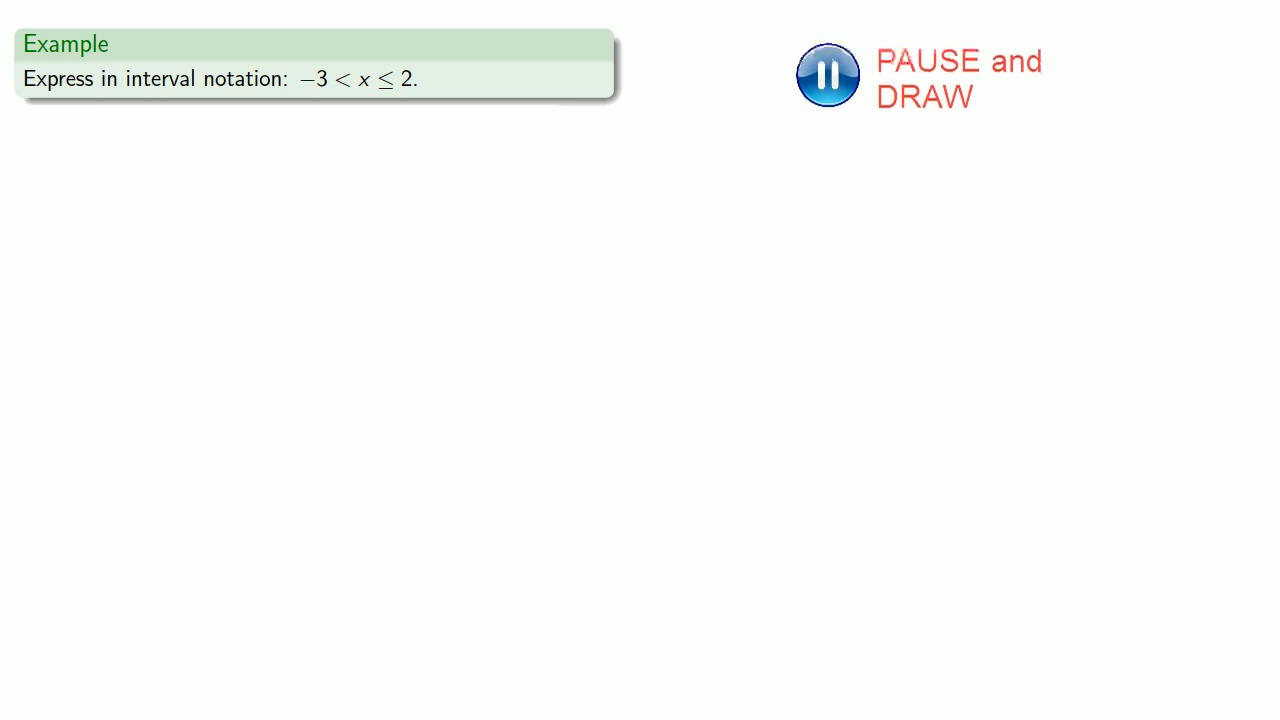 Example
Express in interval notation: −3 < x ≤ 2.
PAUSE and
DRAW